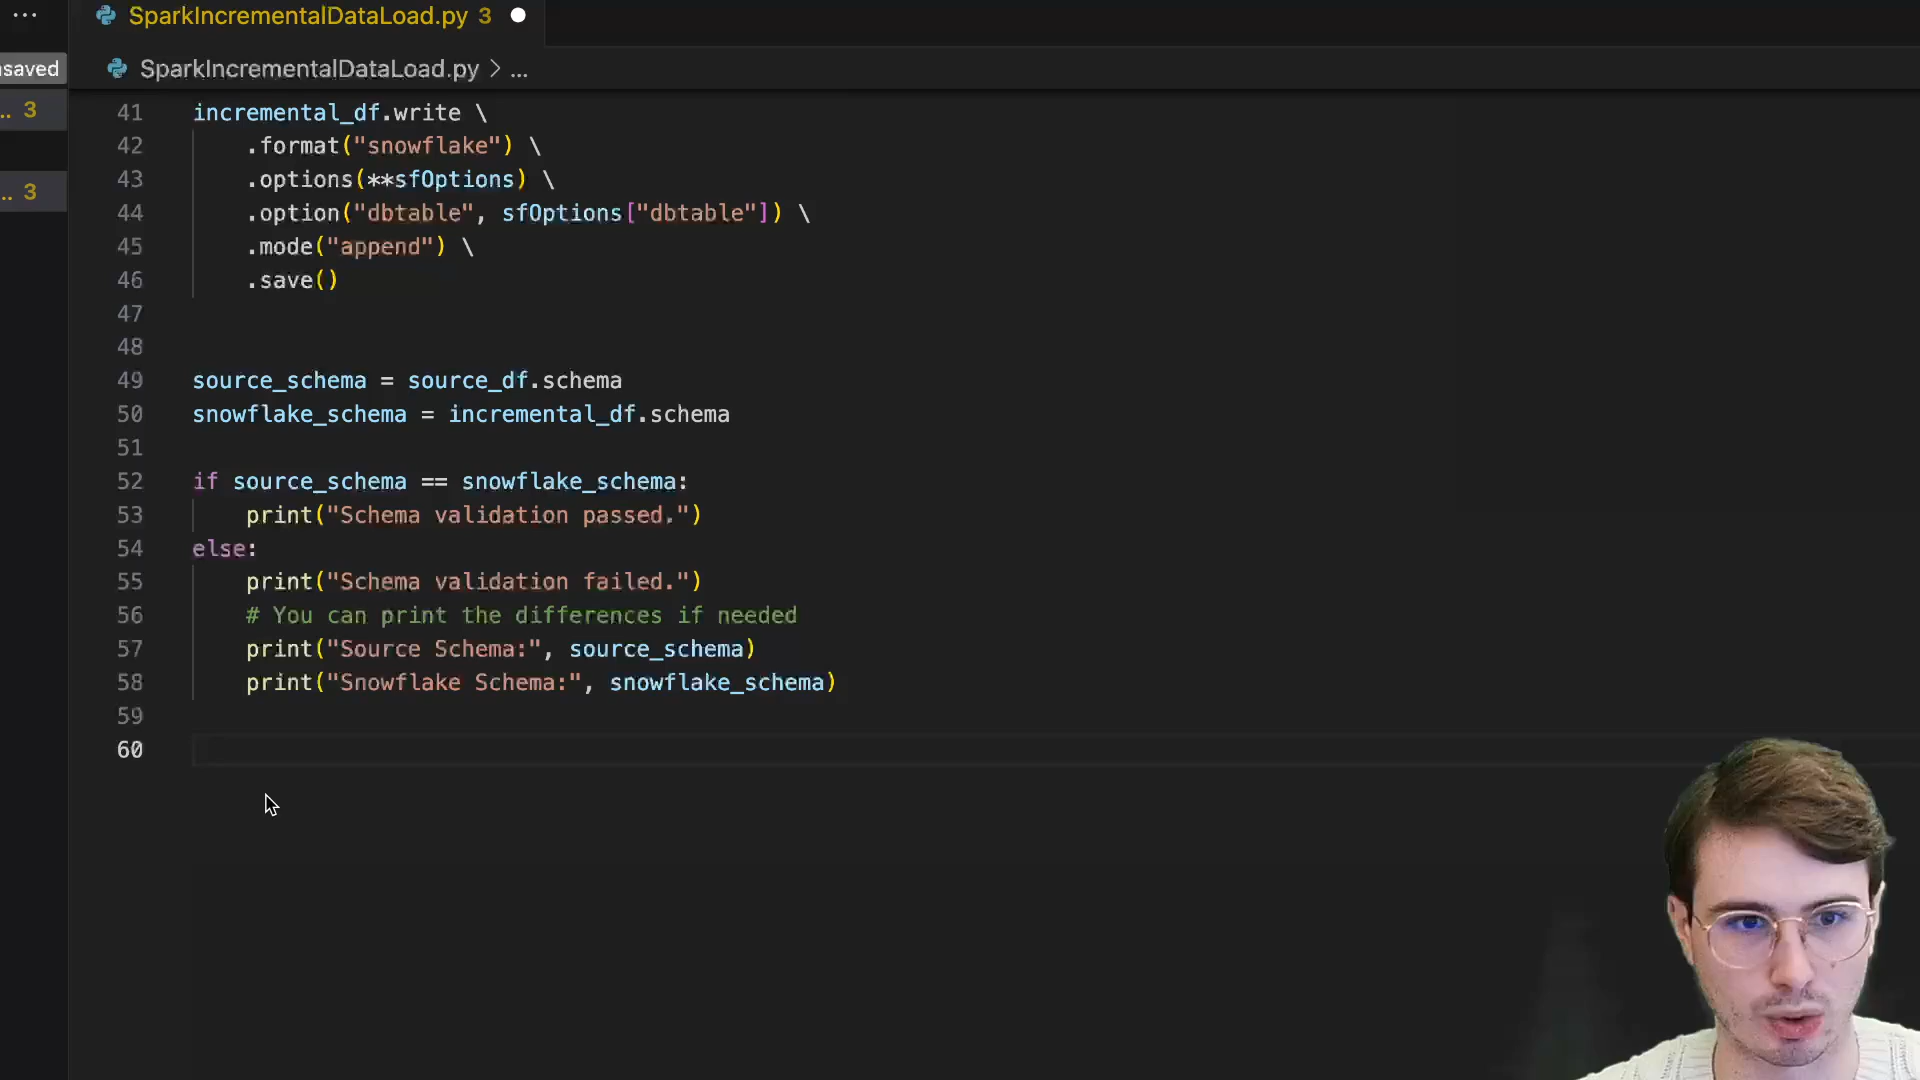 ... SparkIncrementalDataLoad.py 3
nsaved SparkIncrementalDataLoad.py > ...
.. 3
.. 3
41 incremental_df.write \
42 .format("snowflake") \
43 .options(**sfOptions) \
44 .option("dbtable", sfOptions["dbtable"]) \
45 .mode("append") \
46 .save()
47
48
49 source_schema = source_df.schema
50 snowflake_schema = incremental_df.schema
51
52 if source_schema == snowflake_schema:
53 print("Schema validation passed.")
54 else:
55 print("Schema validation failed.")
56 # You can print the differences if needed
57 print("Source Schema:", source_schema)
58 print("Snowflake Schema:", snowflake_schema)
59
60